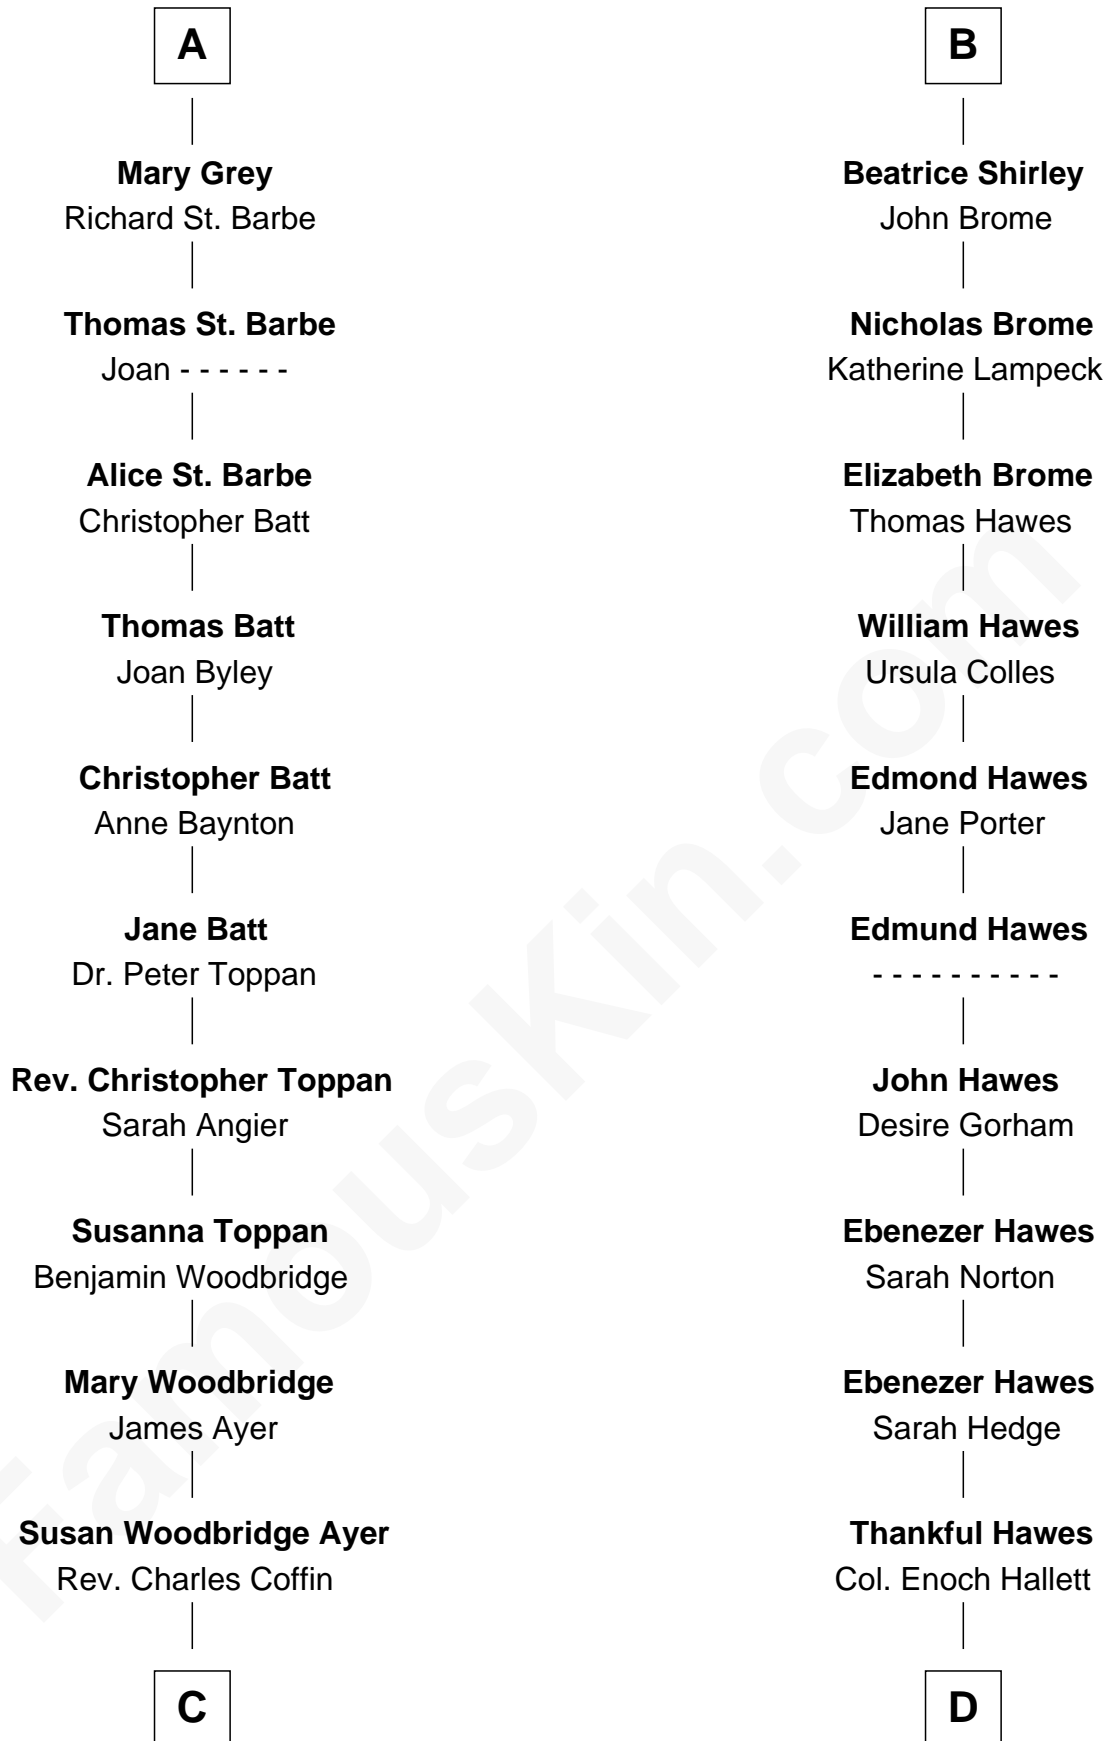 A
Mary Grey
Richard St. Barbe
Thomas St. Barbe
Joan - - - - - -
Alice St. Barbe
Christopher Batt
Thomas Batt
Joan Byley
Christopher Batt
Anne Baynton
Jane Batt
Dr. Peter Toppan
Rev. Christopher Toppan
Sarah Angier
Susanna Toppan
Benjamin Woodbridge
Mary Woodbridge
James Ayer
Susan Woodbridge Ayer
Rev. Charles Coffin
C
B
Beatrice Shirley
John Brome
Nicholas Brome
Katherine Lampeck
Elizabeth Brome
Thomas Hawes
William Hawes
Ursula Colles
Edmond Hawes
Jane Porter
Edmund Hawes
- - - - - - - - - -
John Hawes
Desire Gorham
Ebenezer Hawes
Sarah Norton
Ebenezer Hawes
Sarah Hedge
Thankful Hawes
Col. Enoch Hallett
D
FamousKin.com